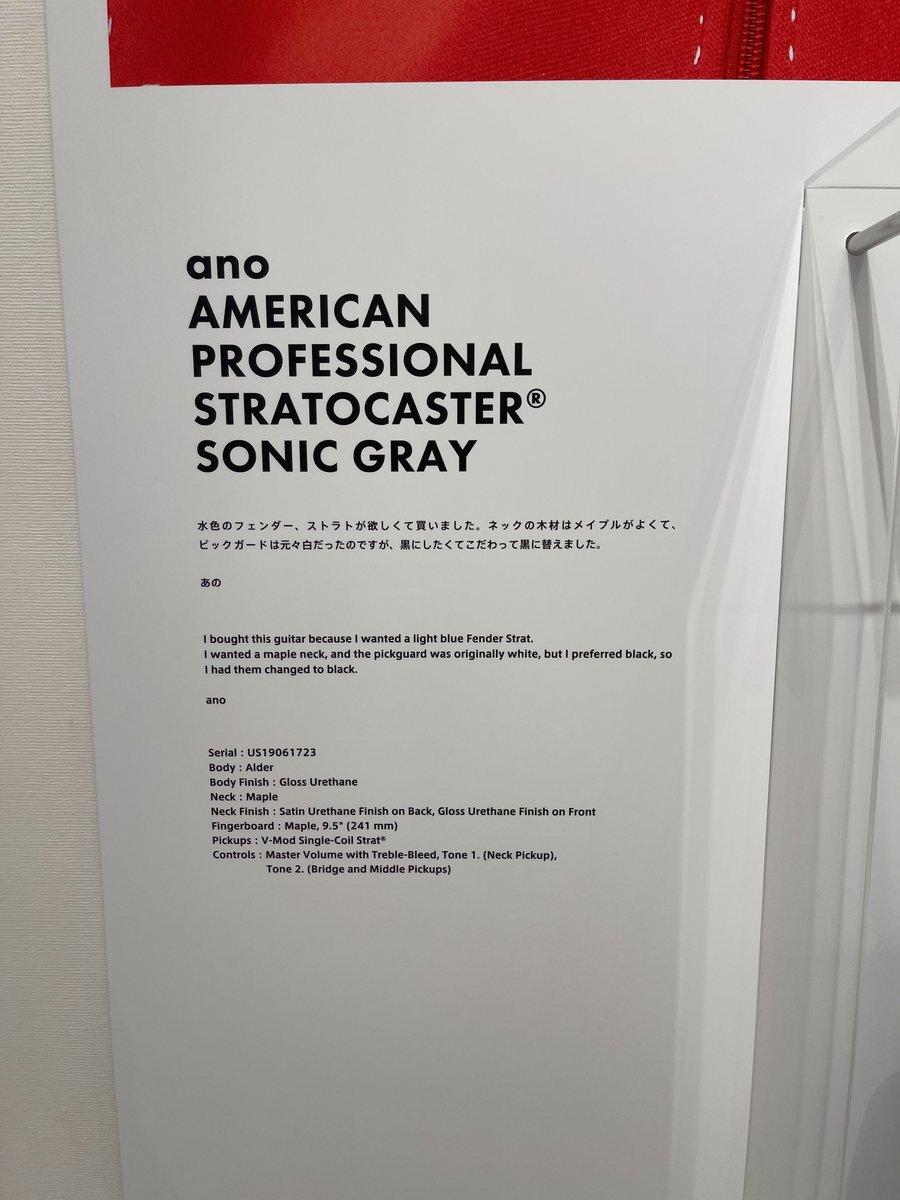 ano
AMERICAN
PROFESSIONAL
STRATOCASTER®
SONIC GRAY
水色のフェンダー、ストラトが欲しくて買いました。ネックの木材はメイプルがよくて、
ピックガードは元々白だったのですが、黒にしたくてこだわって黒に替えました。
あの
I bought this guitar because I wanted a light blue Fender Strat.
I wanted a maple neck, and the pickguard was originally white, but I preferred black, so
I had them changed to black.
ano
Serial : US19061723
Body : Alder
Body Finish : Gloss Urethane
Neck : Maple
Neck Finish : Satin Urethane Finish on Back, Gloss Urethane Finish on Front
Fingerboard : Maple, 9.5" (241 mm)
Pickups : V-Mod Single-Coil Strat®
Controls : Master Volume with Treble-Bleed, Tone 1. (Neck Pickup),
Tone 2. (Bridge and Middle Pickups)